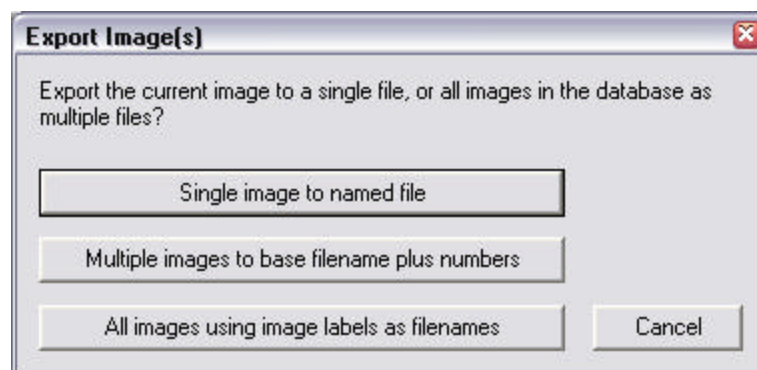 Export Image(s)
Export the current image to a single file, or all images in the database as
multiple files?
Single image to named file
Multiple images to base filename plus numbers
All images using image labels as filenames
Cancel